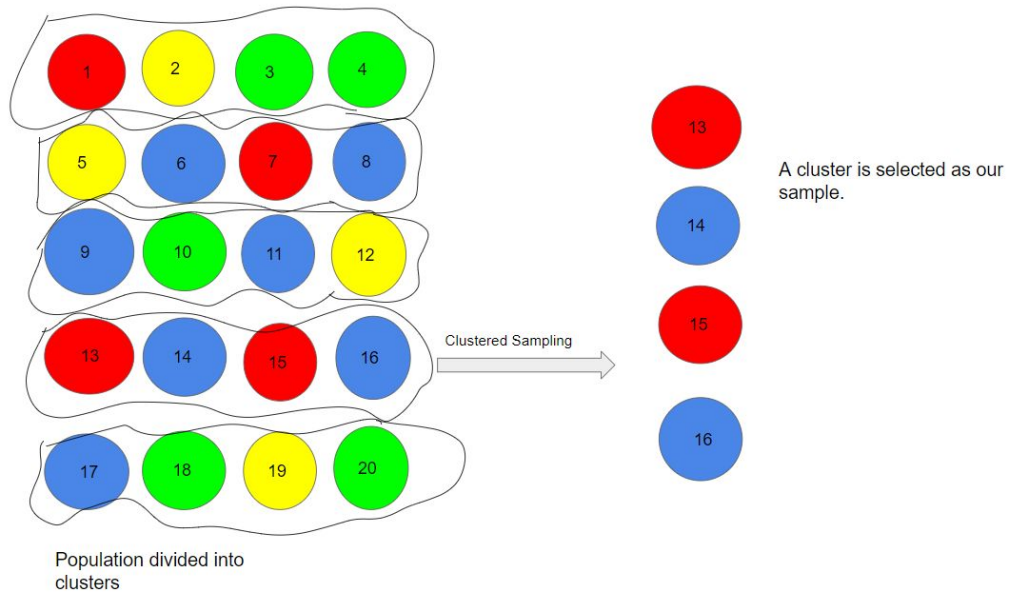 1 2 3 4
5 6 7 8
9 10 11 12
13 14 15 16
17 18 19 20
Population divided into
clusters
Clustered Sampling
13
14
15
16
A cluster is selected as our
sample.